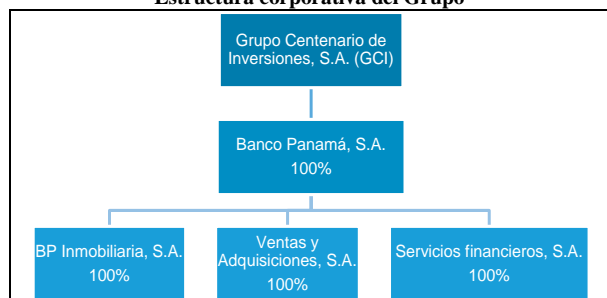 Estructura corporativa del Grupo
Grupo Centenario de
Inversiones, S.A. (GCI)
Banco Panamá, S.A.
100%
BP Inmobiliaria, S.A.
100%
Ventas y
Adquisiciones, S.A.
100%
Servicios financieros, S.A.
100%